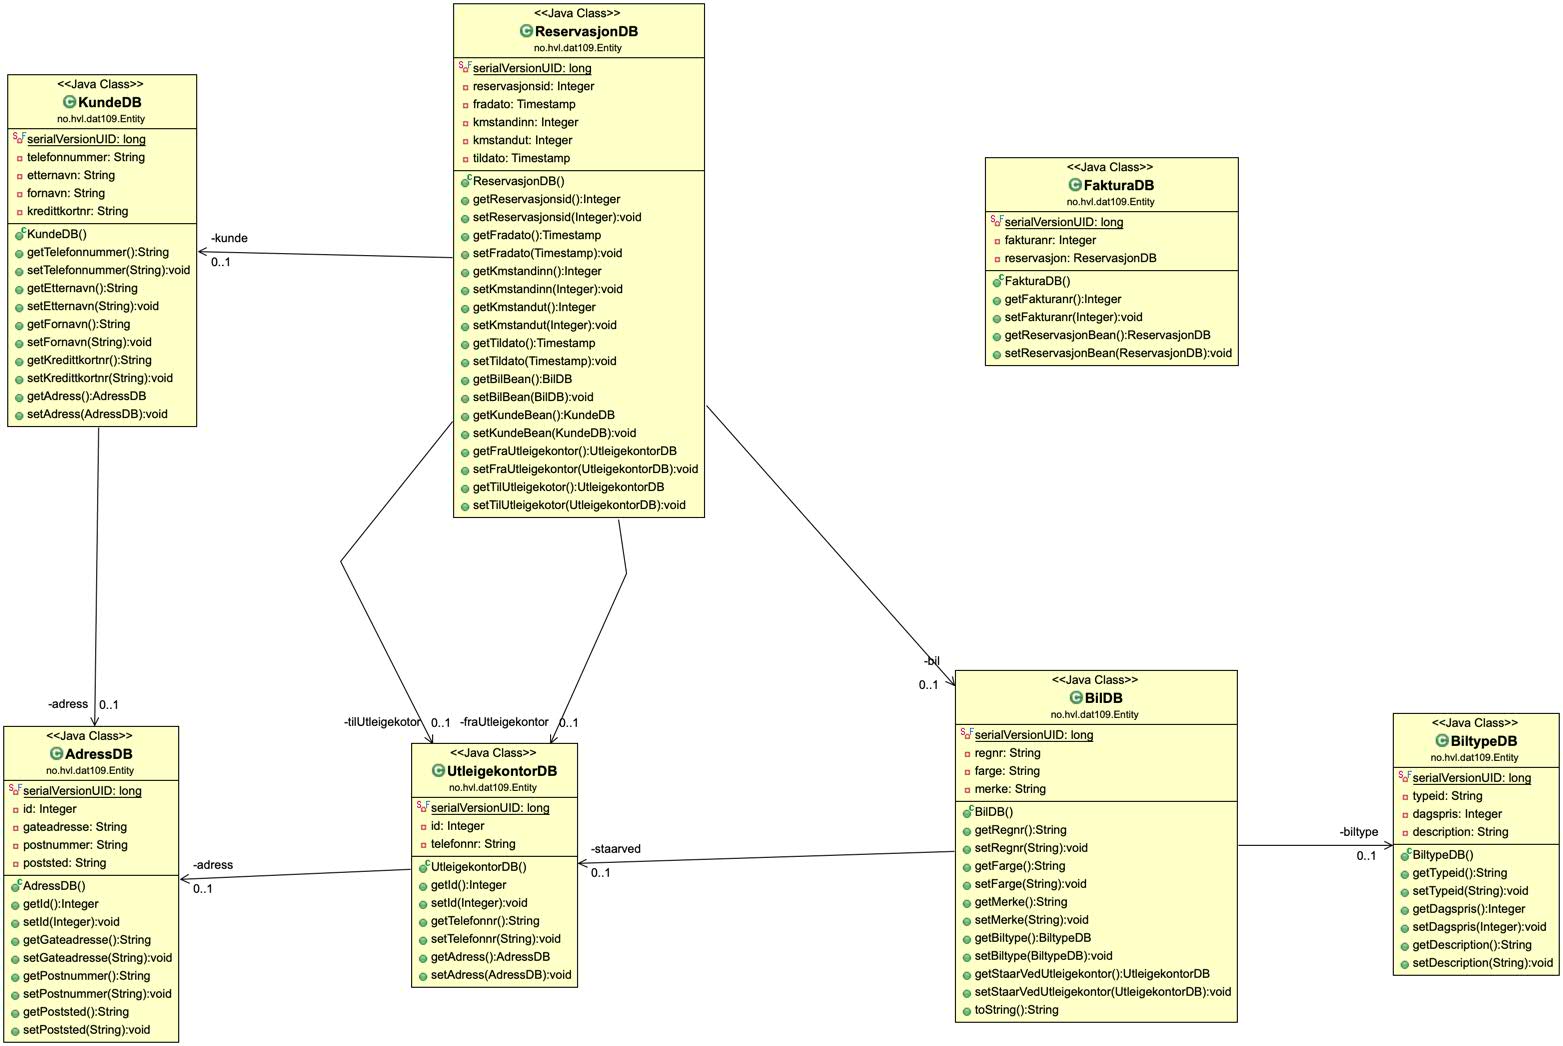 <<Java Class>>
ReservasjonDB
no.hvl.dat109.Entity
serialVersionUID: long
reservasjonsid: Integer
fradato: Timestamp
kmstandinn: Integer
kmstandut: Integer
tildato: Timestamp
ReservasjonDB()
getReservasjonsid():Integer
setReservasjonsid(Integer):void
getFradato():Timestamp
setFradato(Timestamp):void
getKmstandinn():Integer
setKmstandinn(Integer):void
getKmstandut():Integer
setKmstandut(Integer):void
getTildato():Timestamp
setTildato(Timestamp):void
getBilBean():BilDB
setBilBean(BilDB):void
getKundeBean():KundeDB
setKundeBean(KundeDB):void
getFraUtleigekontor():UtleigekontorDB
setFraUtleigekontor(UtleigekontorDB):void
getTilUtleigekotor():UtleigekontorDB
setTilUtleigekotor(UtleigekontorDB):void
<<Java Class>>
KundeDB
no.hvl.dat109.Entity
serialVersionUID: long
telefonnummer: String
etternavn: String
fornavn: String
kredittkortnr: String
KundeDB()
getTelefonnummer():String
setTelefonnummer(String):void
getEtternavn():String
setEtternavn(String):void
getFornavn():String
setFornavn(String):void
getKredittkortnr():String
setKredittkortnr(String):void
getAdress():AdressDB
setAdress(AdressDB):void
-kunde
0..1
<<Java Class>>
FakturaDB
no.hvl.dat109.Entity
serialVersionUID: long
fakturanr: Integer
reservasjon: ReservasjonDB
FakturaDB()
getFakturanr():Integer
setFakturanr(Integer):void
getReservasjonBean():ReservasjonDB
setReservasjonBean(ReservasjonDB):void
-adress
0..1
-tilUtleigekotor
0..1
-fraUtleigekontor
0..1
-bil
0..1
<<Java Class>>
AdressDB
no.hvl.dat109.Entity
serialVersionUID: long
id: Integer
gateadresse: String
postnummer: String
poststed: String
AdressDB()
getId():Integer
setId(Integer):void
getGateadresse():String
setGateadresse(String):void
getPostnummer():String
setPostnummer(String):void
getPoststed():String
setPoststed(String):void
-adress
0..1
<<Java Class>>
UtleigekontorDB
no.hvl.dat109.Entity
serialVersionUID: long
id: Integer
telefonnr: String
UtleigekontorDB()
getId():Integer
setId(Integer):void
getTelefonnr():String
setTelefonnr(String):void
getAdress():AdressDB
setAdress(AdressDB):void
-staarved
0..1
<<Java Class>>
BilDB
no.hvl.dat109.Entity
serialVersionUID: long
regnr: String
farge: String
merke: String
BilDB()
getRegnr():String
setRegnr(String):void
getFarge():String
setFarge(String):void
getMerke():String
setMerke(String):void
getBiltype():BiltypeDB
setBiltype(BiltypeDB):void
getStaarVedUtleigekontor():UtleigekontorDB
setStaarVedUtleigekontor(UtleigekontorDB):void
toString():String
-biltype
0..1
<<Java Class>>
BiltypeDB
no.hvl.dat109.Entity
serialVersionUID: long
typeid: String
dagspris: Integer
description: String
BiltypeDB()
getTypeid():String
setTypeid(String):void
getDagspris():Integer
setDagspris(Integer):void
getDescription():String
setDescription(String):void